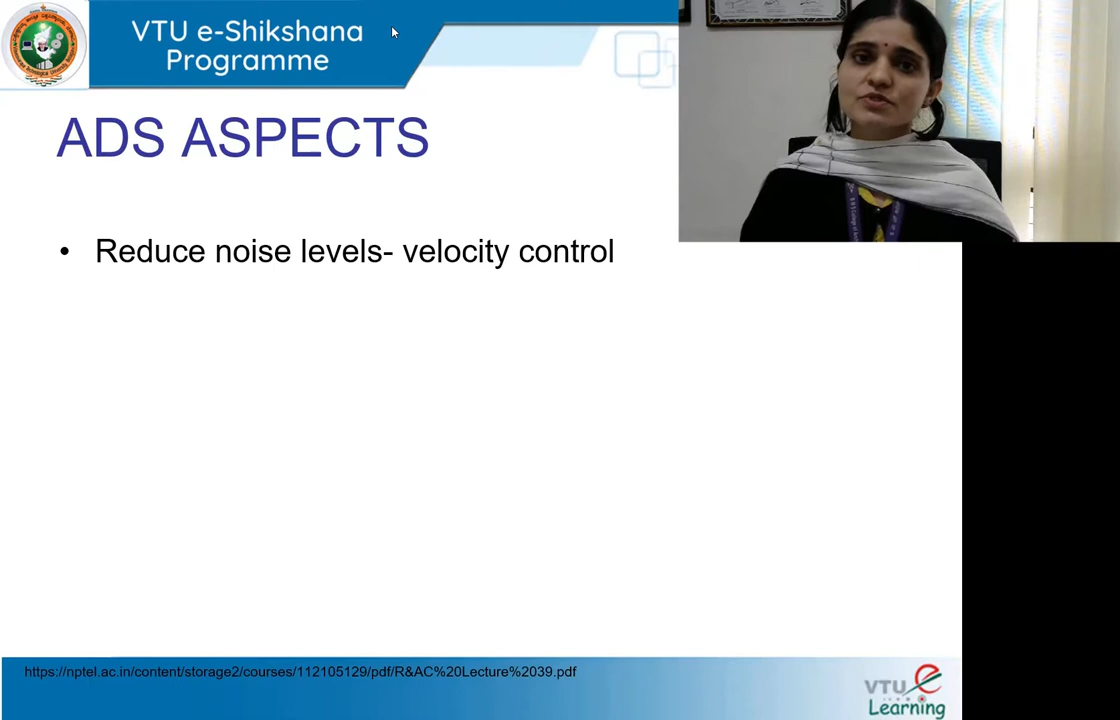 VTU e-Shikshana
Programme
ADS ASPECTS
• Reduce noise levels- velocity control
https://nptel.ac.in/content/storage2/courses/112105129/pdf/R&AC%20Lecture%2039.pdf
VTU e
Learning